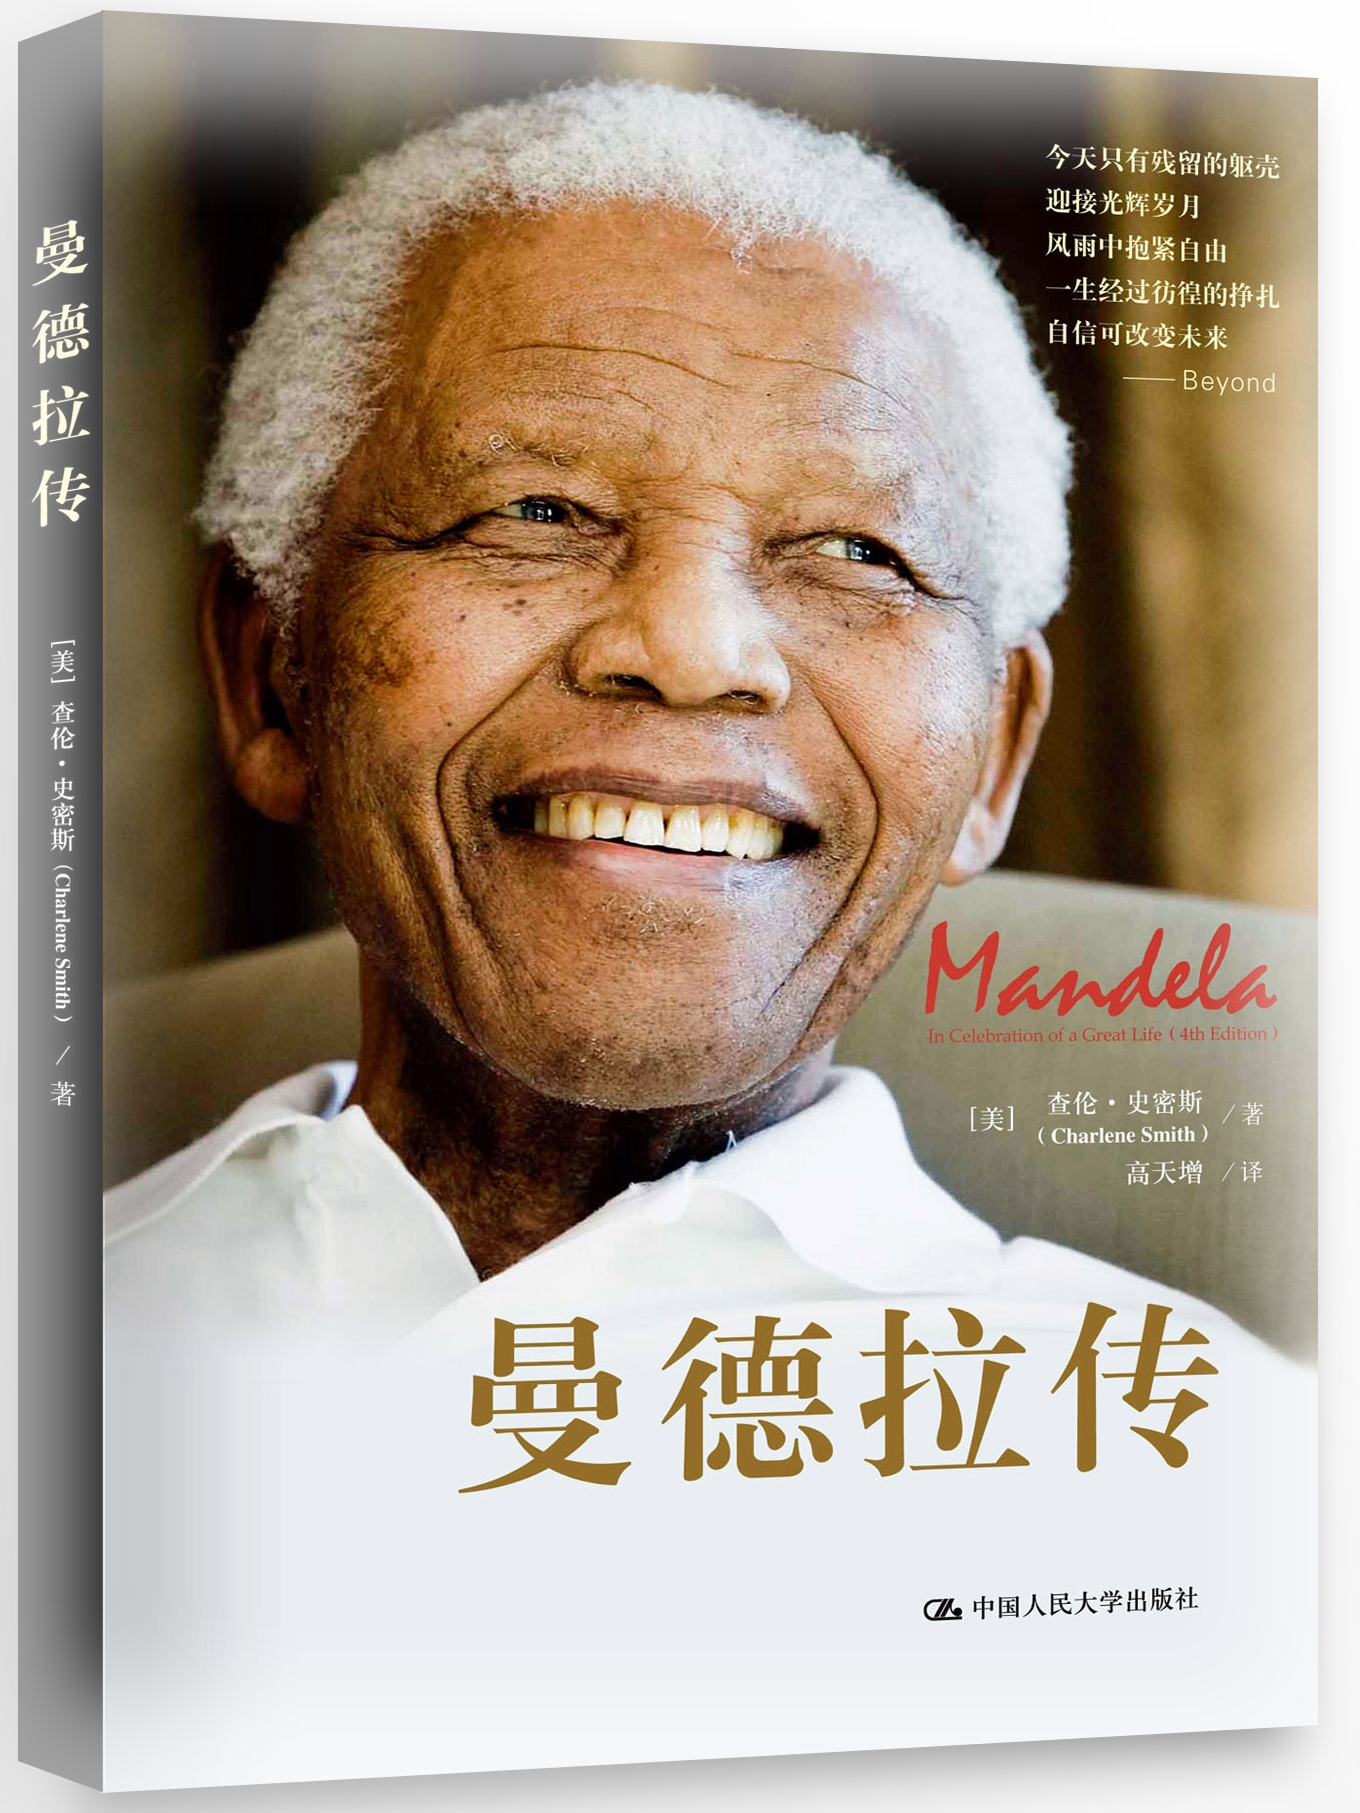 曼德拉传
[美] 查伦·史密斯 (Charlene Smith) / 著
今天只有残留的躯壳
迎接光辉岁月
风雨中抱紧自由
一生经过彷徨的挣扎
自信可改变未来
——Beyond
Mandela
In Celebration of a Great Life (4th Edition)
[美] 查伦·史密斯 / 著
(Charlene Smith)
高天增 / 译
曼德拉传
中国人民大学出版社